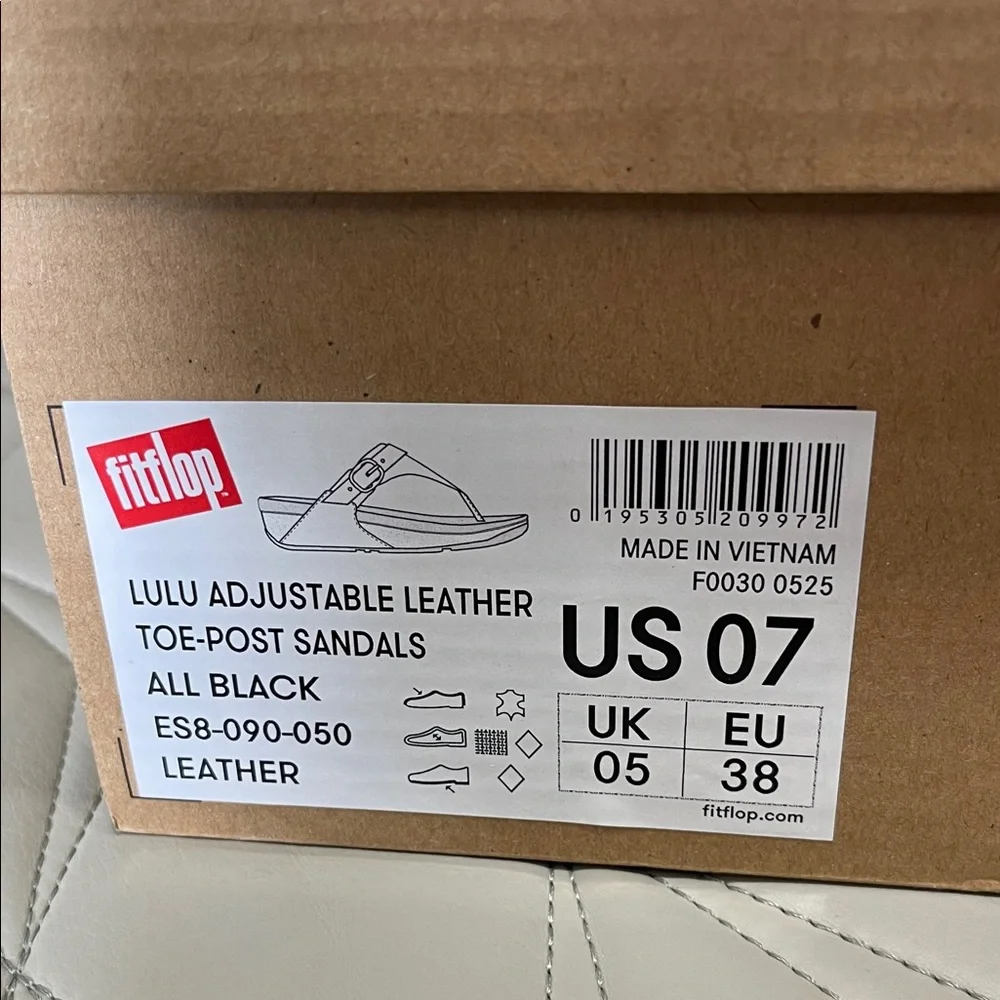 fitflop™
LULU ADJUSTABLE LEATHER
TOE-POST SANDALS
ALL BLACK
ES8-090-050
LEATHER
0 195305 209972
MADE IN VIETNAM
F0030 0525
US 07
UK EU
05 38
fitflop.com